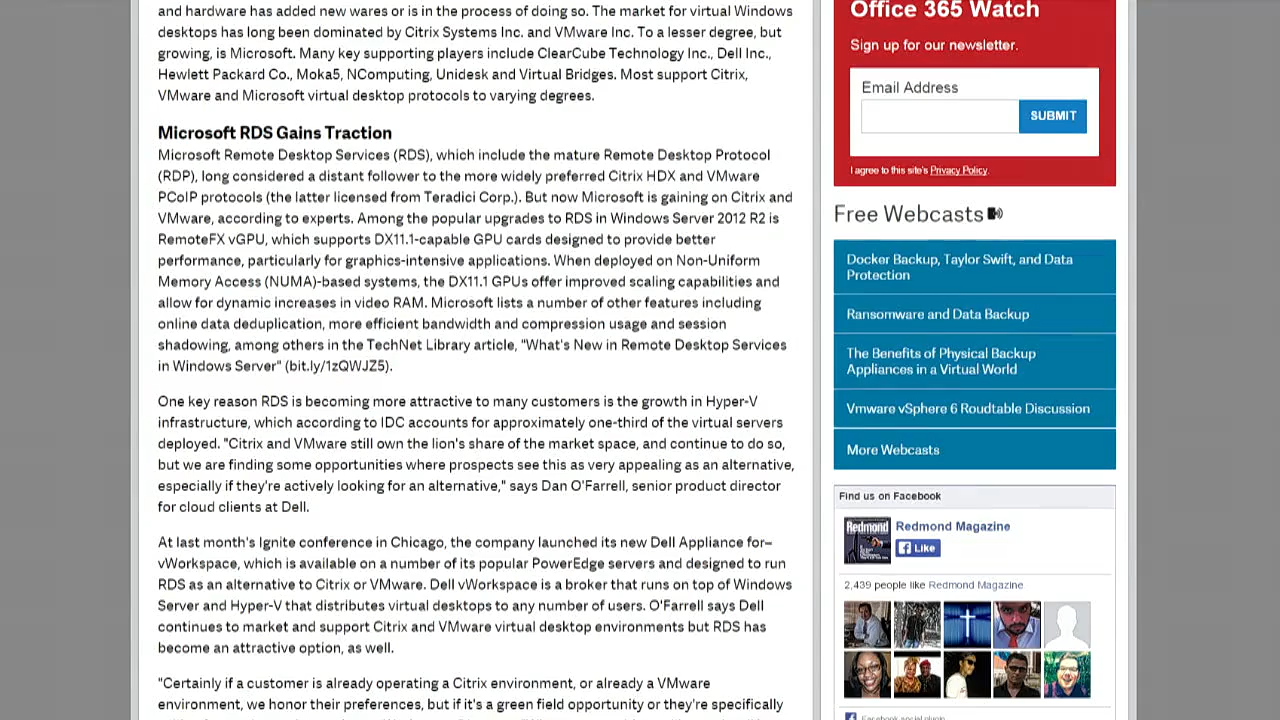 and hardware has added new wares or is in the process of doing so. The market for virtual Windows
desktops has long been dominated by Citrix Systems Inc. and VMware Inc. To a lesser degree, but
growing, is Microsoft. Many key supporting players include ClearCube Technology Inc., Dell Inc.,
Hewlett Packard Co., Moka5, NComputing, Unidesk and Virtual Bridges. Most support Citrix,
VMware and Microsoft virtual desktop protocols to varying degrees.
Microsoft RDS Gains Traction
Microsoft Remote Desktop Services (RDS), which include the mature Remote Desktop Protocol
(RDP), long considered a distant follower to the more widely preferred Citrix HDX and VMware
PCoIP protocols (the latter licensed from Teradici Corp.). But now Microsoft is gaining on Citrix and
VMware, according to experts. Among the popular upgrades to RDS in Windows Server 2012 R2 is
RemoteFX vGPU, which supports DX11.1-capable GPU cards designed to provide better
performance, particularly for graphics-intensive applications. When deployed on Non-Uniform
Memory Access (NUMA)-based systems, the DX11.1 GPUs offer improved scaling capabilities and
allow for dynamic increases in video RAM. Microsoft lists a number of other features including
online data deduplication, more efficient bandwidth and compression usage and session
shadowing, among others in the TechNet Library article, "What's New in Remote Desktop Services
in Windows Server" (bit.ly/1zQWJZ5).
One key reason RDS is becoming more attractive to many customers is the growth in Hyper-V
infrastructure, which according to IDC accounts for approximately one-third of the virtual servers
deployed. "Citrix and VMware still own the lion's share of the market space, and continue to do so,
but we are finding some opportunities where prospects see this as very appealing as an alternative,
especially if they're actively looking for an alternative," says Dan O'Farrell, senior product director
for cloud clients at Dell.
At last month's Ignite conference in Chicago, the company launched its new Dell Appliance for–
vWorkspace, which is available on a number of its popular PowerEdge servers and designed to run
RDS as an alternative to Citrix or VMware. Dell vWorkspace is a broker that runs on top of Windows
Server and Hyper-V that distributes virtual desktops to any number of users. O'Farrell says Dell
continues to market and support Citrix and VMware virtual desktop environments but RDS has
become an attractive option, as well.
"Certainly if a customer is already operating a Citrix environment, or already a VMware
environment, we honor their preferences, but if it's a green field opportunity or they're specifically
Office 365 Watch
Sign up for our newsletter.
Email Address
SUBMIT
I agree to this site's Privacy Policy.
Free Webcasts
Docker Backup, Taylor Swift, and Data
Protection
Ransomware and Data Backup
The Benefits of Physical Backup
Appliances in a Virtual World
Vmware vSphere 6 Roudtable Discussion
More Webcasts
Find us on Facebook
Redmond
Redmond Magazine
Like
2,439 people like Redmond Magazine
Facebook social plugin